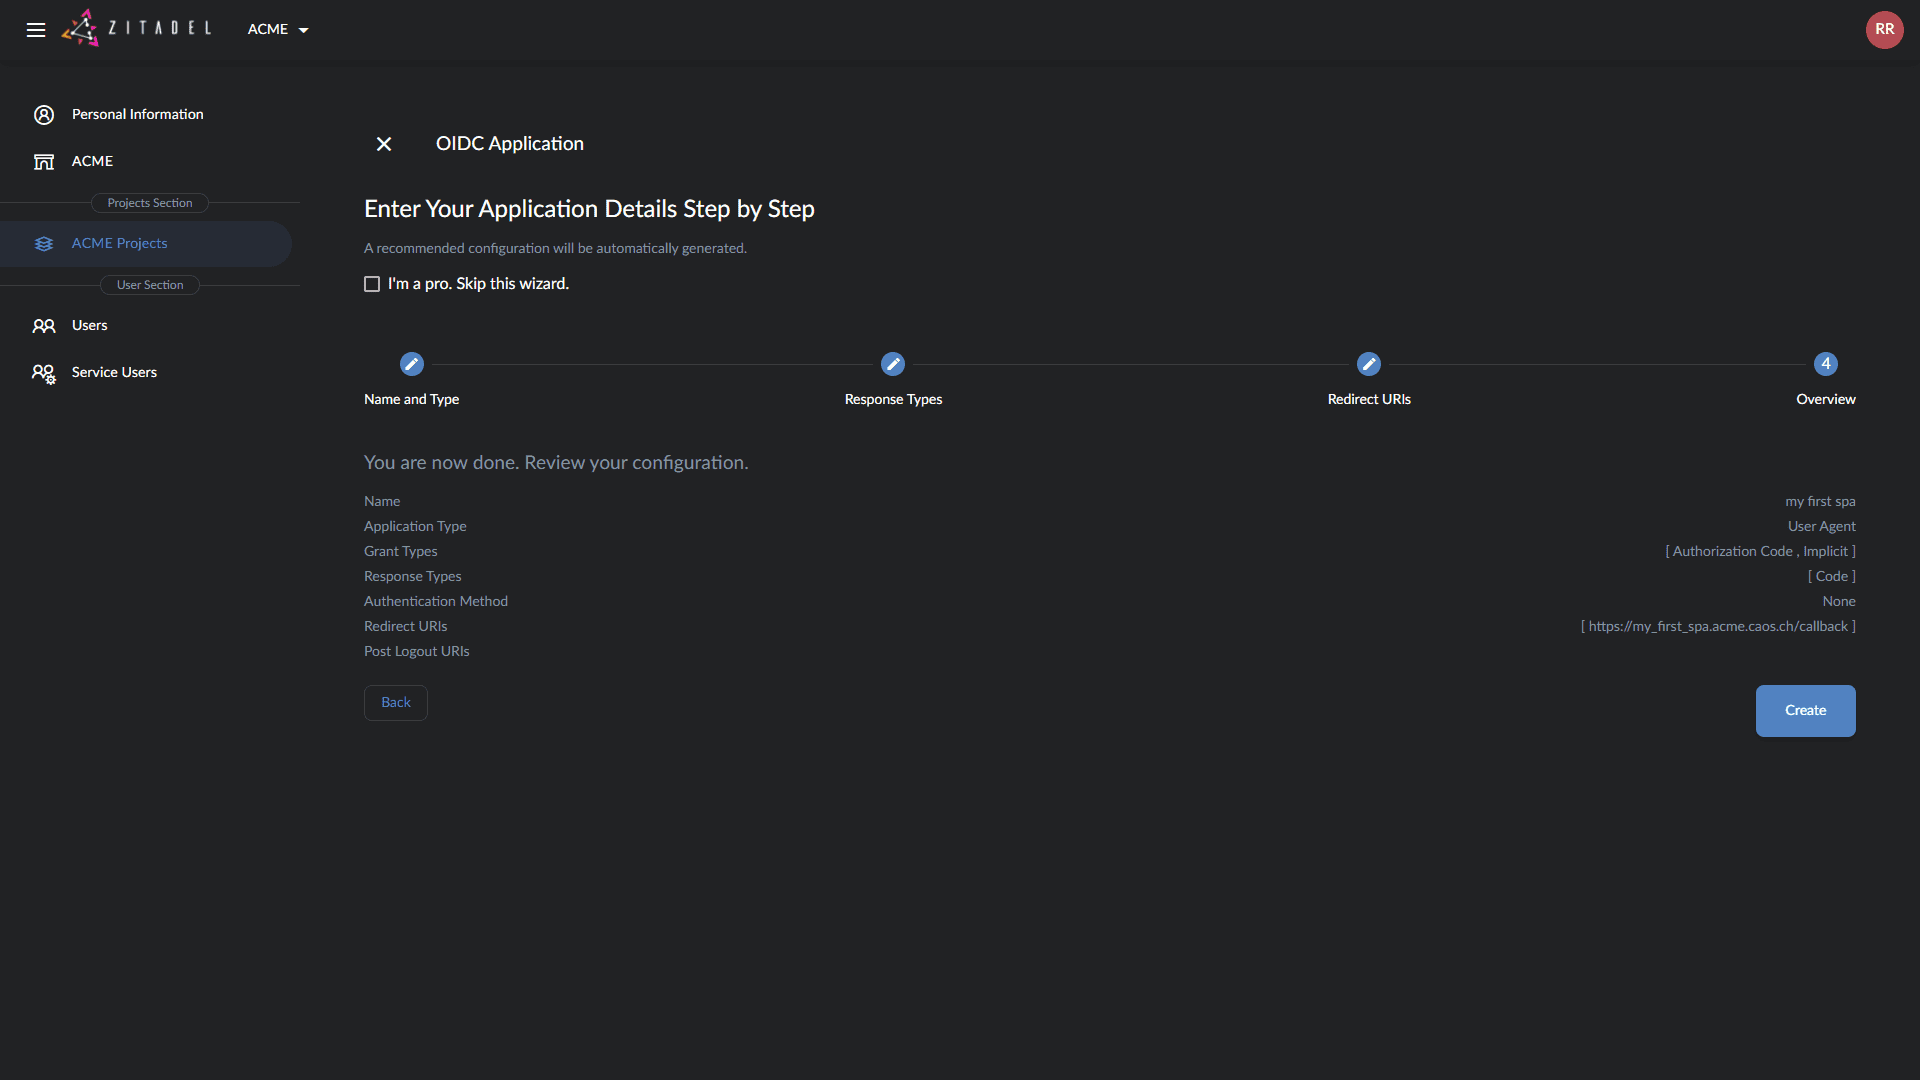 ZITADEL
ACME
RR
Personal Information
ACME
Projects Section
ACME Projects
User Section
Users
Service Users
OIDC Application
Enter Your Application Details Step by Step
A recommended configuration will be automatically generated.
I'm a pro. Skip this wizard.
4
Name and Type
Response Types
Redirect URIs
Overview
You are now done. Review your configuration.
Name my first spa
Application Type User Agent
Grant Types [ Authorization Code , Implicit ]
Response Types [ Code ]
Authentication Method None
Redirect URIs [ https://my_first_spa.acme.caos.ch/callback ]
Post Logout URIs
Back
Create